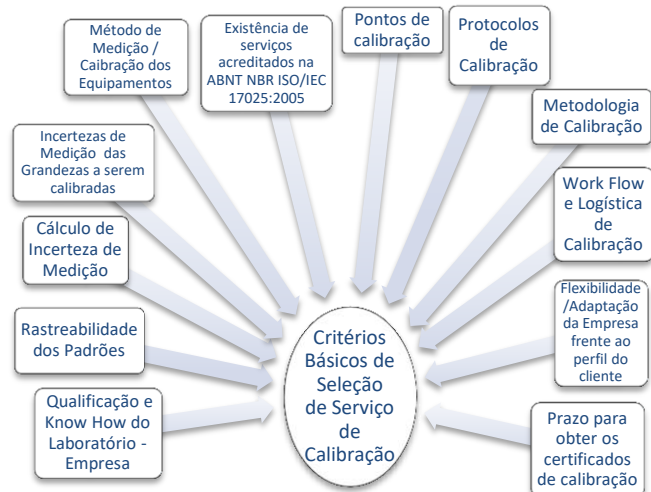 Método de
Medição /
Caibração dos
Equipamentos
Existência de
serviços
acreditados na
ABNT NBR ISO/IEC
17025:2005
Pontos de
calibração
Protocolos
de
Calibração
Metodologia
de Calibração
Work Flow
e Logística
de
Calibração
Flexibilidade
/Adaptação
da Empresa
frente ao
perfil do
cliente
Prazo para
obter os
certificados
de calibração
Incertezas de
Medição das
Grandezas a serem
calibradas
Cálculo de
Incerteza de
Medição
Rastreabilidade
dos Padrões
Qualificação e
Know How do
Laboratório -
Empresa
Critérios
Básicos de
Seleção
de Serviço
de
Calibração